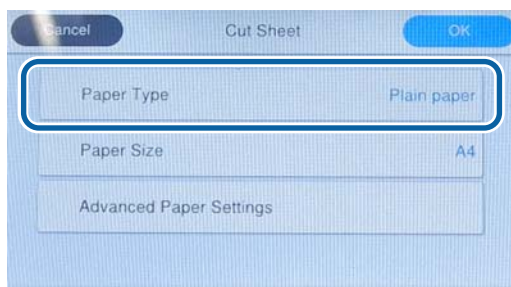 Cancel Cut Sheet OK
Paper Type Plain paper
Paper Size A4
Advanced Paper Settings